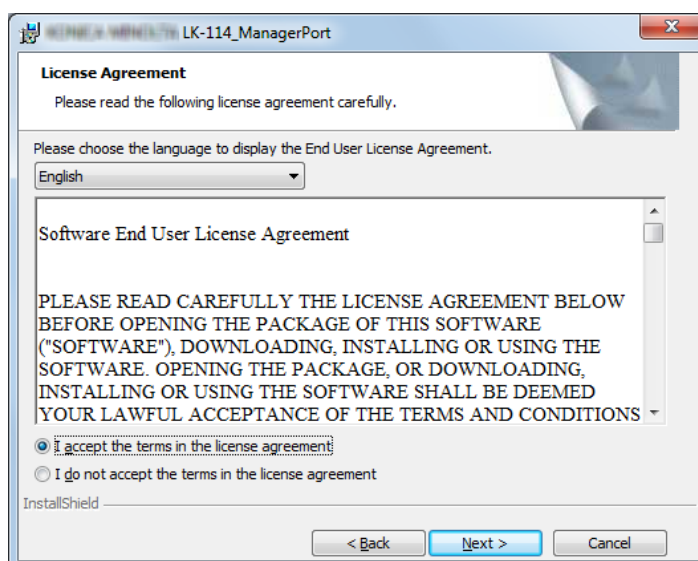 LK-114_ManagerPort
License Agreement
Please read the following license agreement carefully.
Please choose the language to display the End User License Agreement.
English
Software End User License Agreement
PLEASE READ CAREFULLY THE LICENSE AGREEMENT BELOW
BEFORE OPENING THE PACKAGE OF THIS SOFTWARE
("SOFTWARE"), DOWNLOADING, INSTALLING OR USING THE
SOFTWARE. OPENING THE PACKAGE, OR DOWNLOADING,
INSTALLING OR USING THE SOFTWARE SHALL BE DEEMED
YOUR LAWFUL ACCEPTANCE OF THE TERMS AND CONDITIONS
I accept the terms in the license agreement
I do not accept the terms in the license agreement
InstallShield
< Back
Next >
Cancel